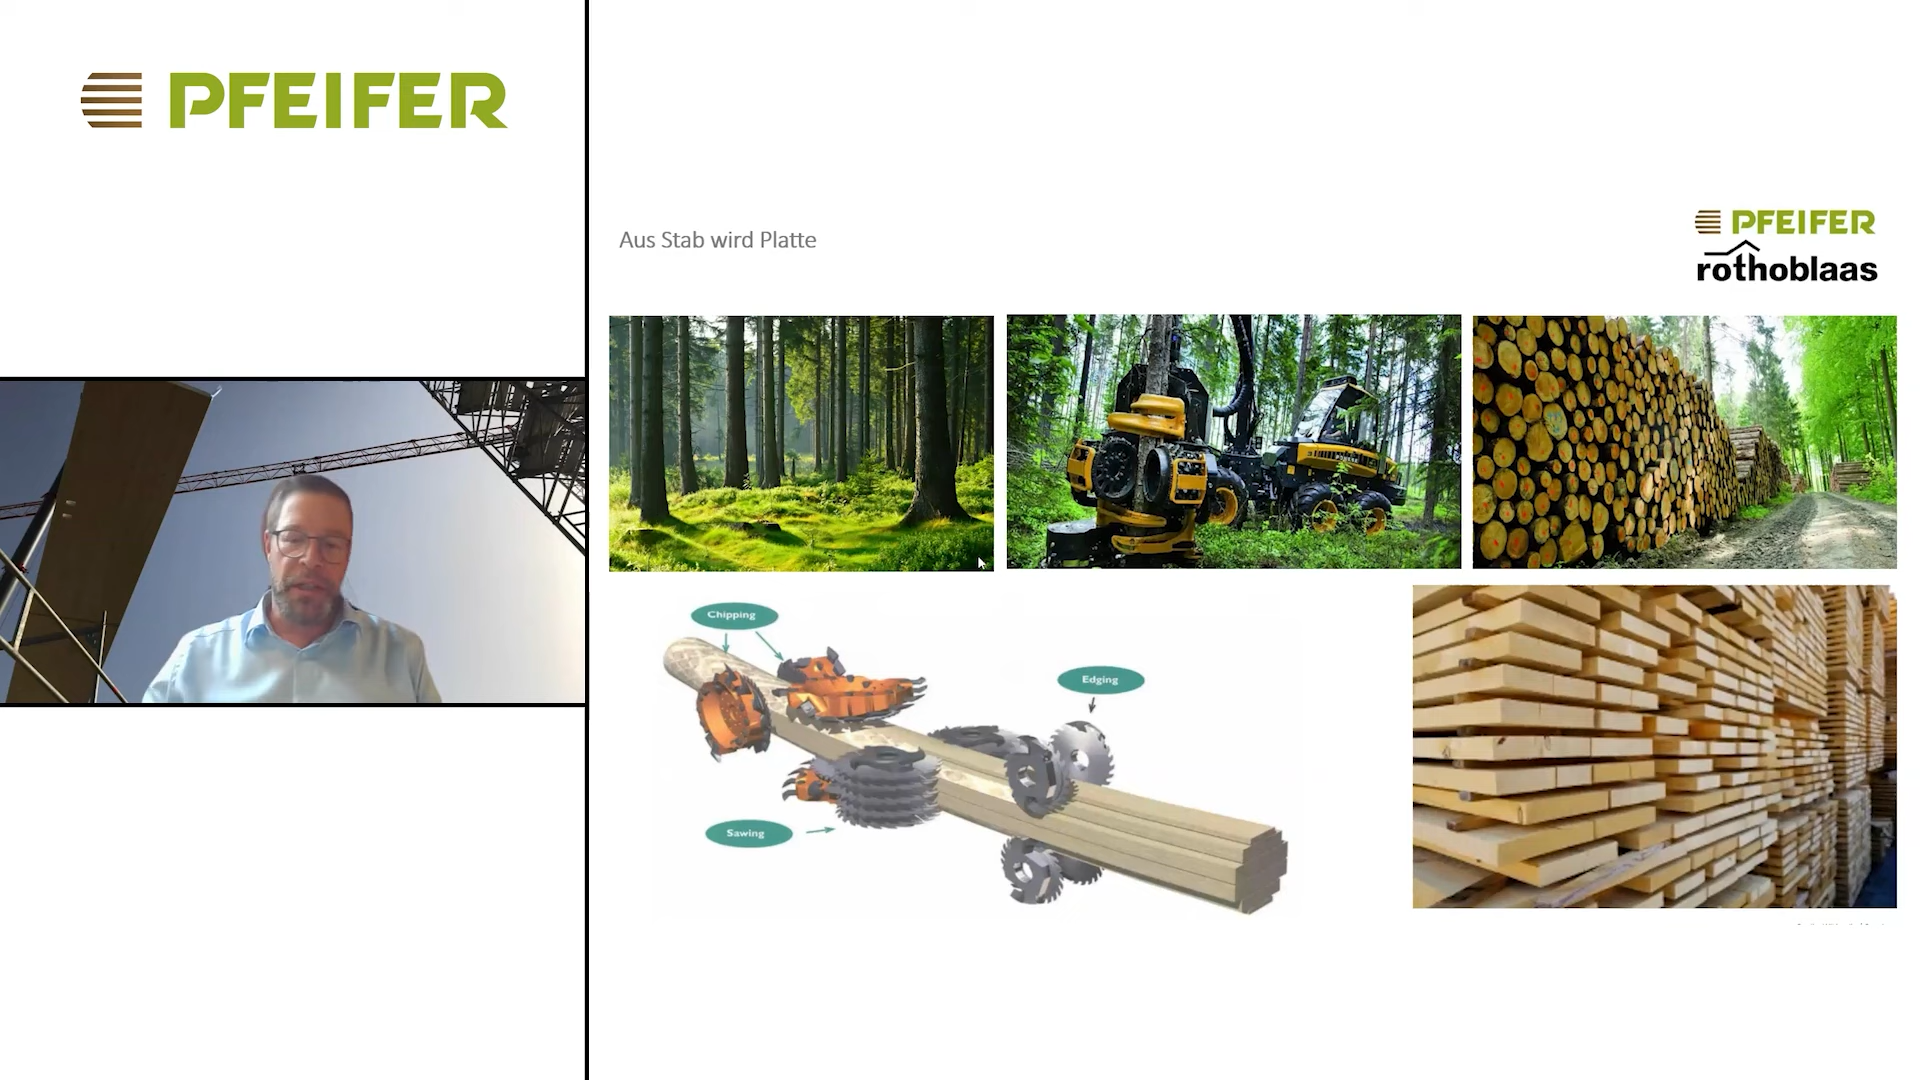 PFEIFER
Aus Stab wird Platte
PFEIFER
rothoblaas
Chipping
Edging
Sawing